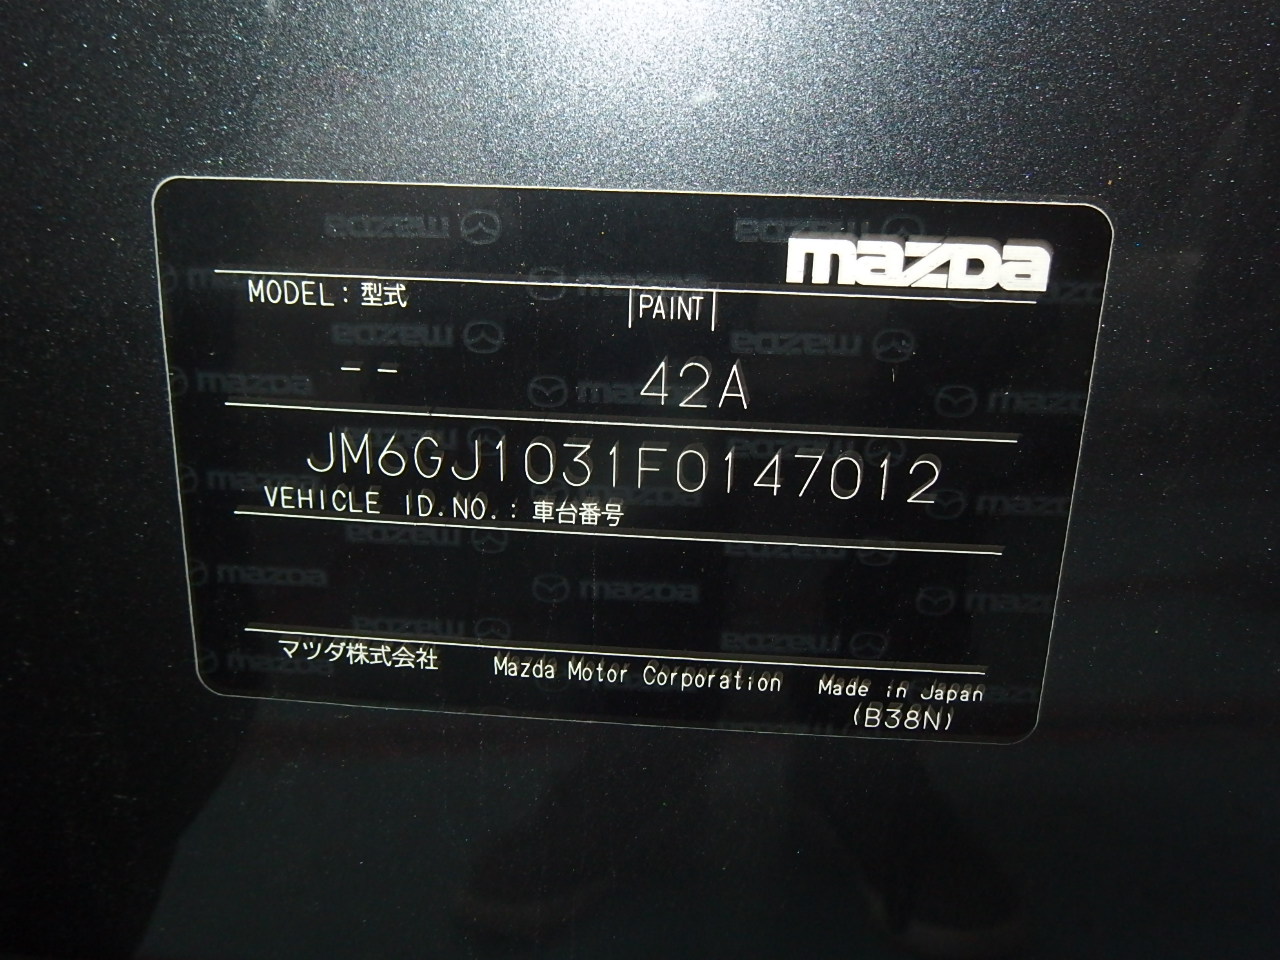 mazda
MODEL：型式 PAINT
-- 42A
JM6GJ1031F0147012
VEHICLE ID.NO.：車台番号
マツダ株式会社 Mazda Motor Corporation Made in Japan
(B38N)